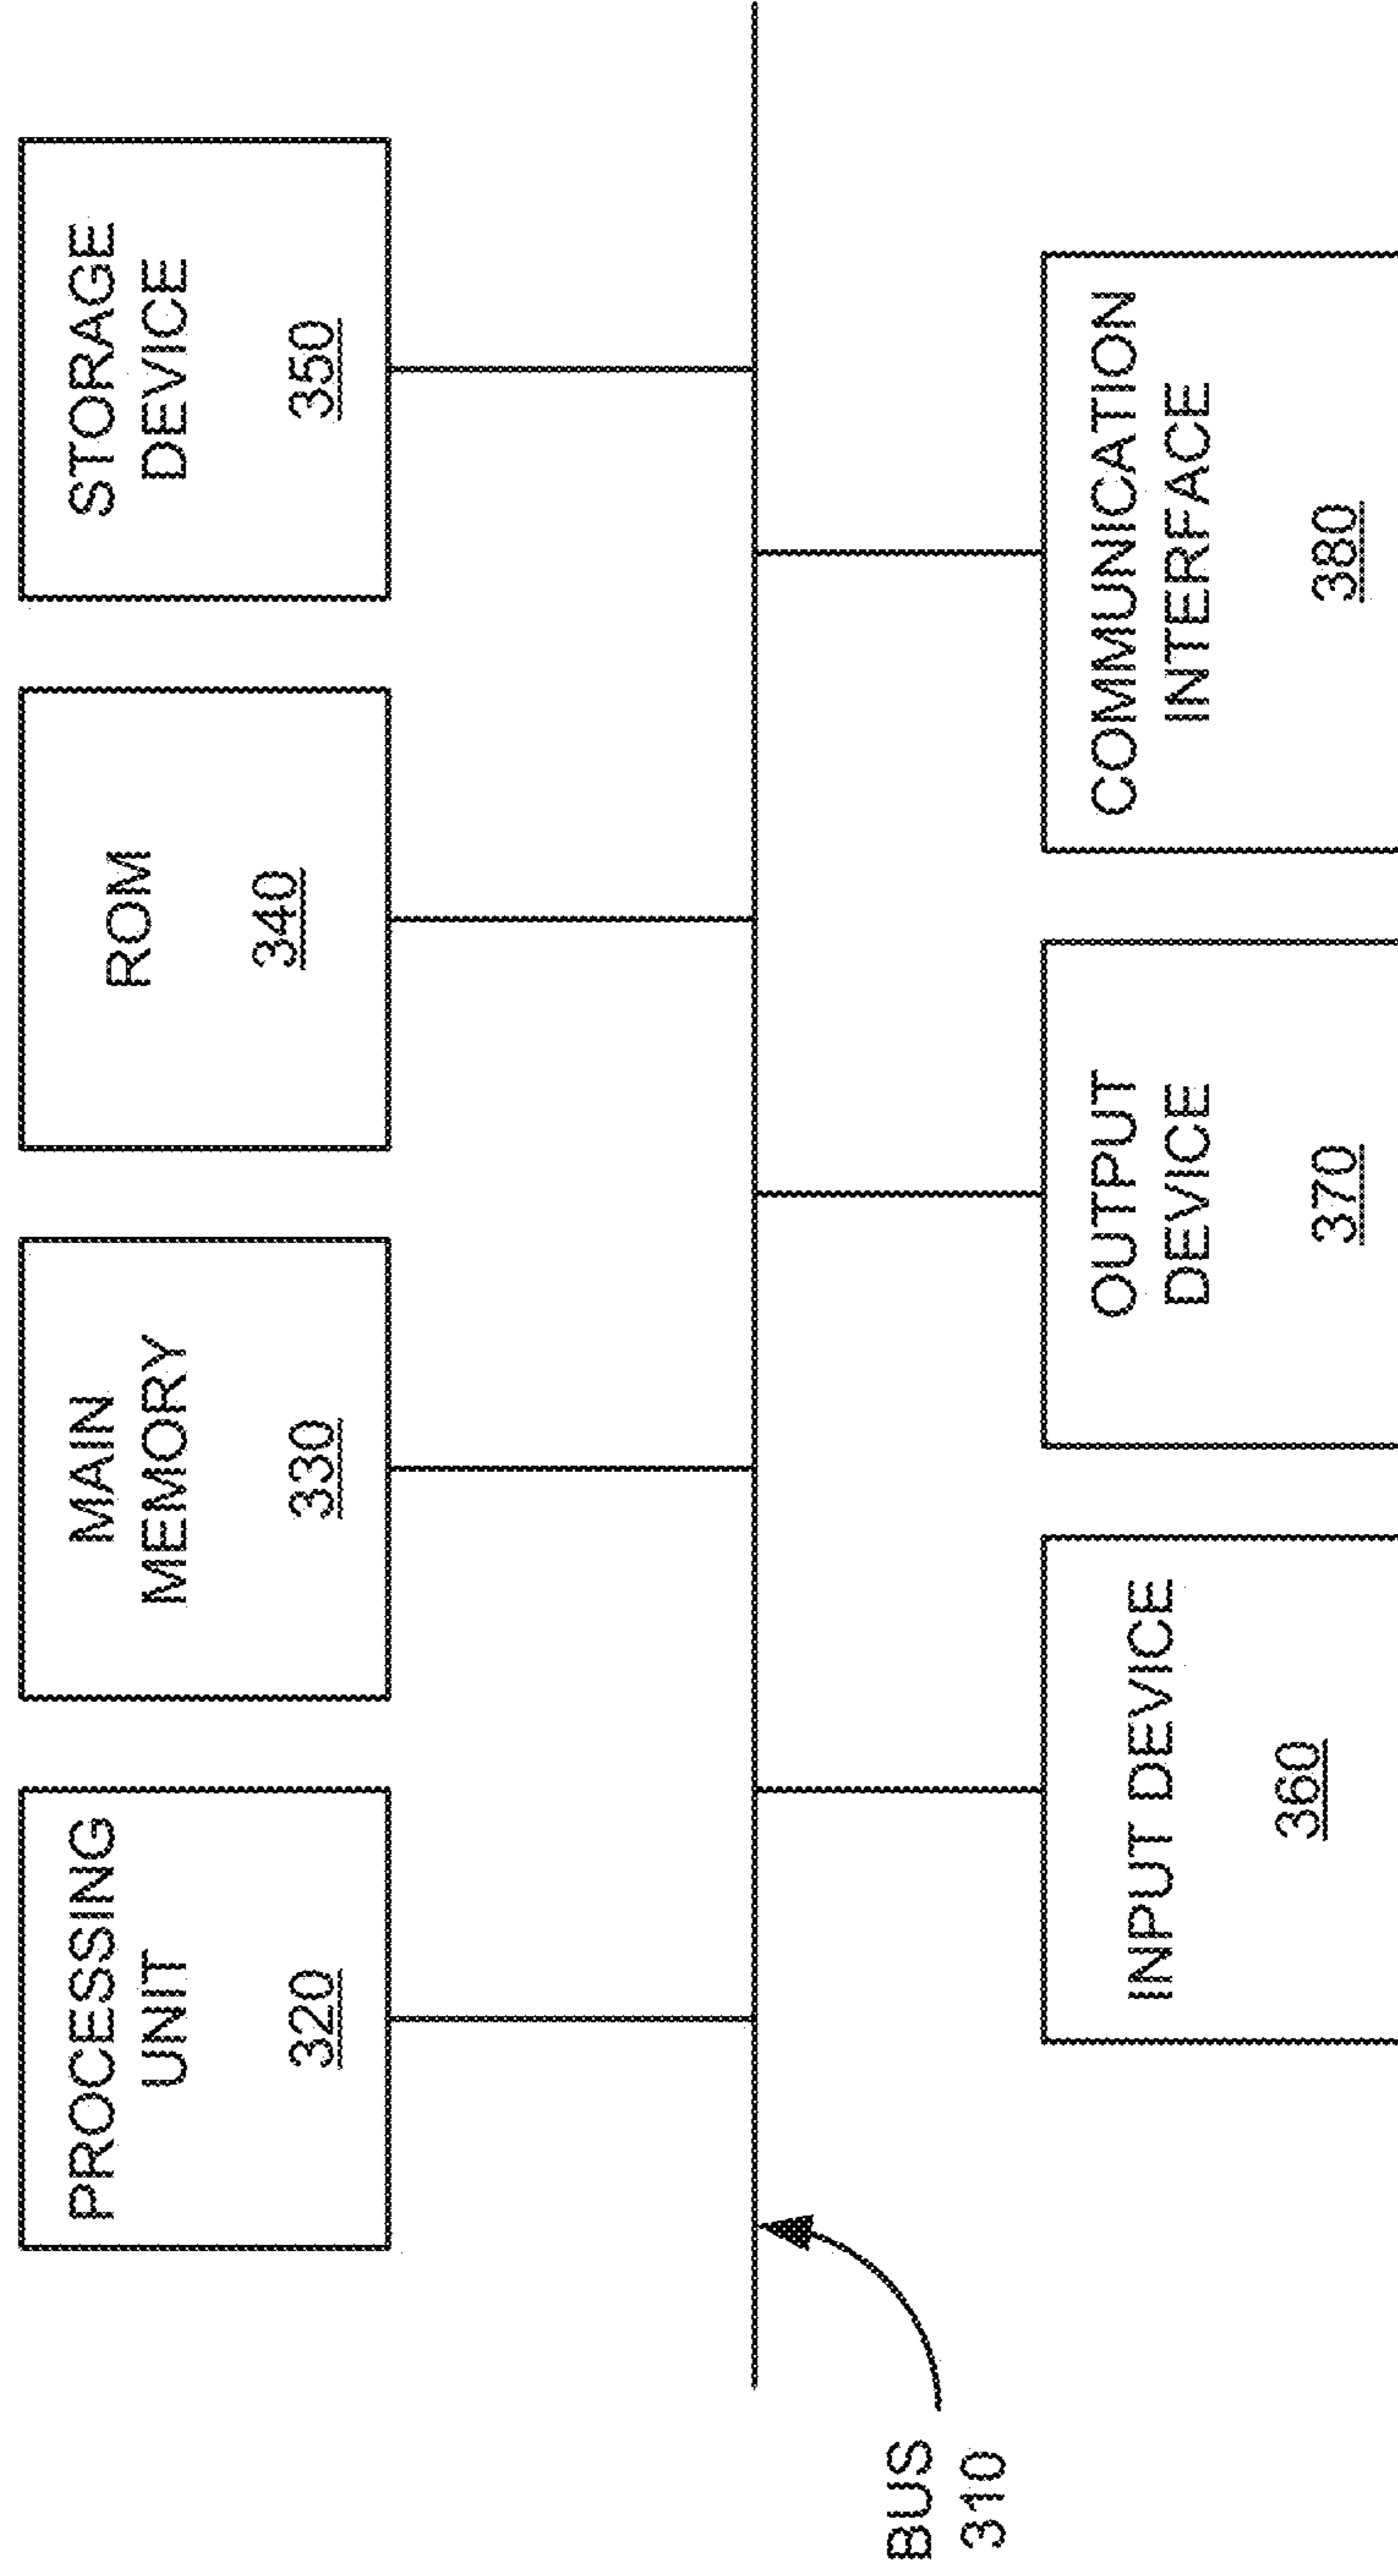 PROCESSING
UNIT
320
MAIN
MEMORY
330
ROM
340
STORAGE
DEVICE
350
BUS
310
INPUT DEVICE
360
OUTPUT
DEVICE
370
COMMUNICATION
INTERFACE
380